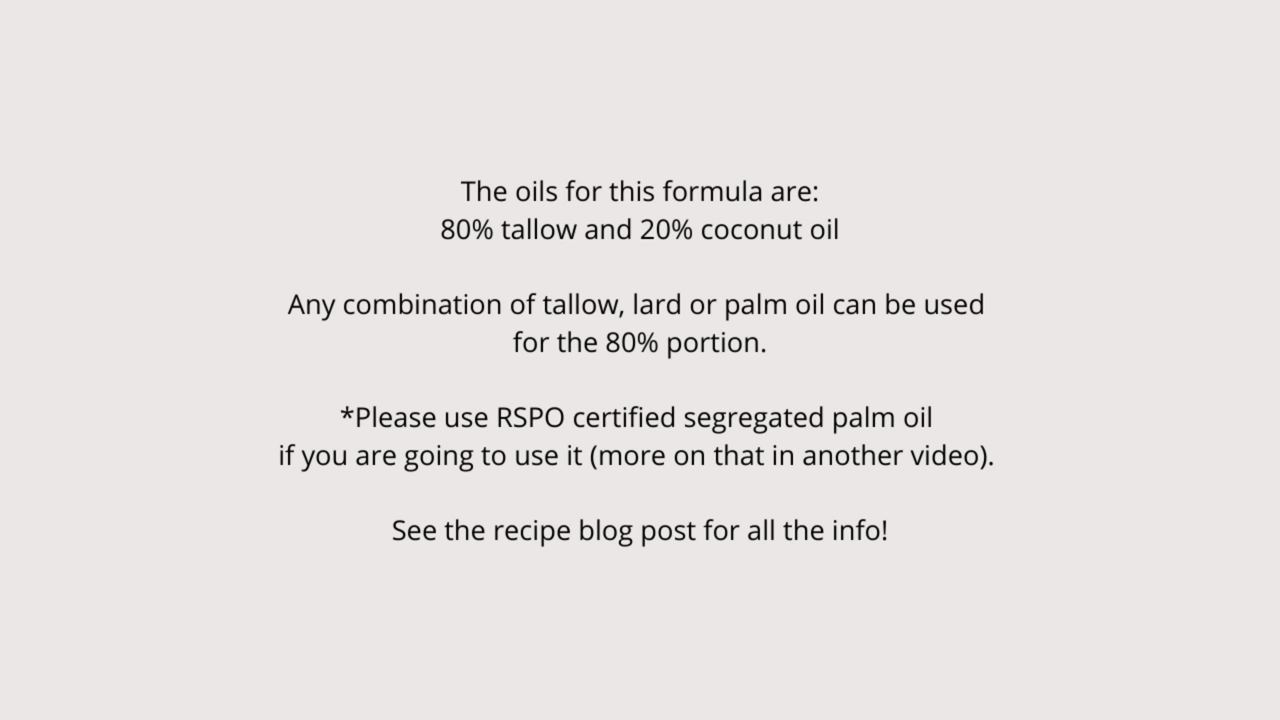 The oils for this formula are:
80% tallow and 20% coconut oil
Any combination of tallow, lard or palm oil can be used
for the 80% portion.
*Please use RSPO certified segregated palm oil
if you are going to use it (more on that in another video).
See the recipe blog post for all the info!